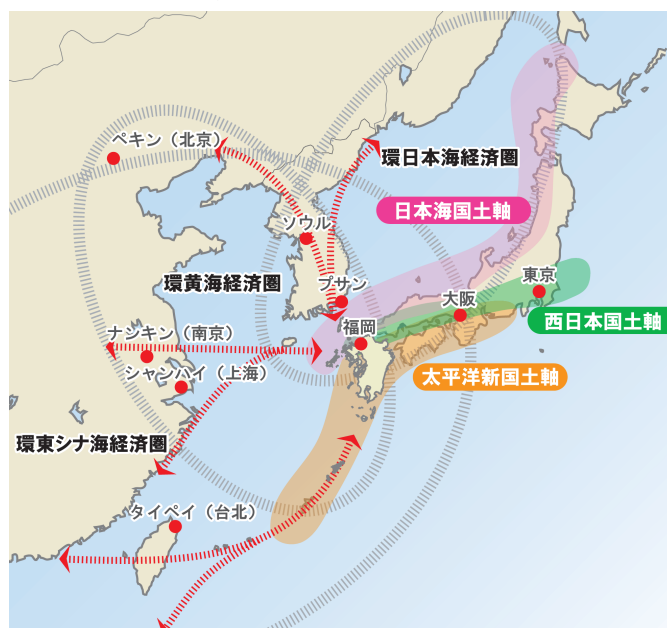 ペキン（北京）
環日本海経済圏
日本海国土軸
ソウル
環黄海経済圏
プサン
東京
大阪
ナンキン（南京）
福岡
西日本国土軸
シャンハイ（上海）
太平洋新国土軸
環東シナ海経済圏
タイペイ（台北）